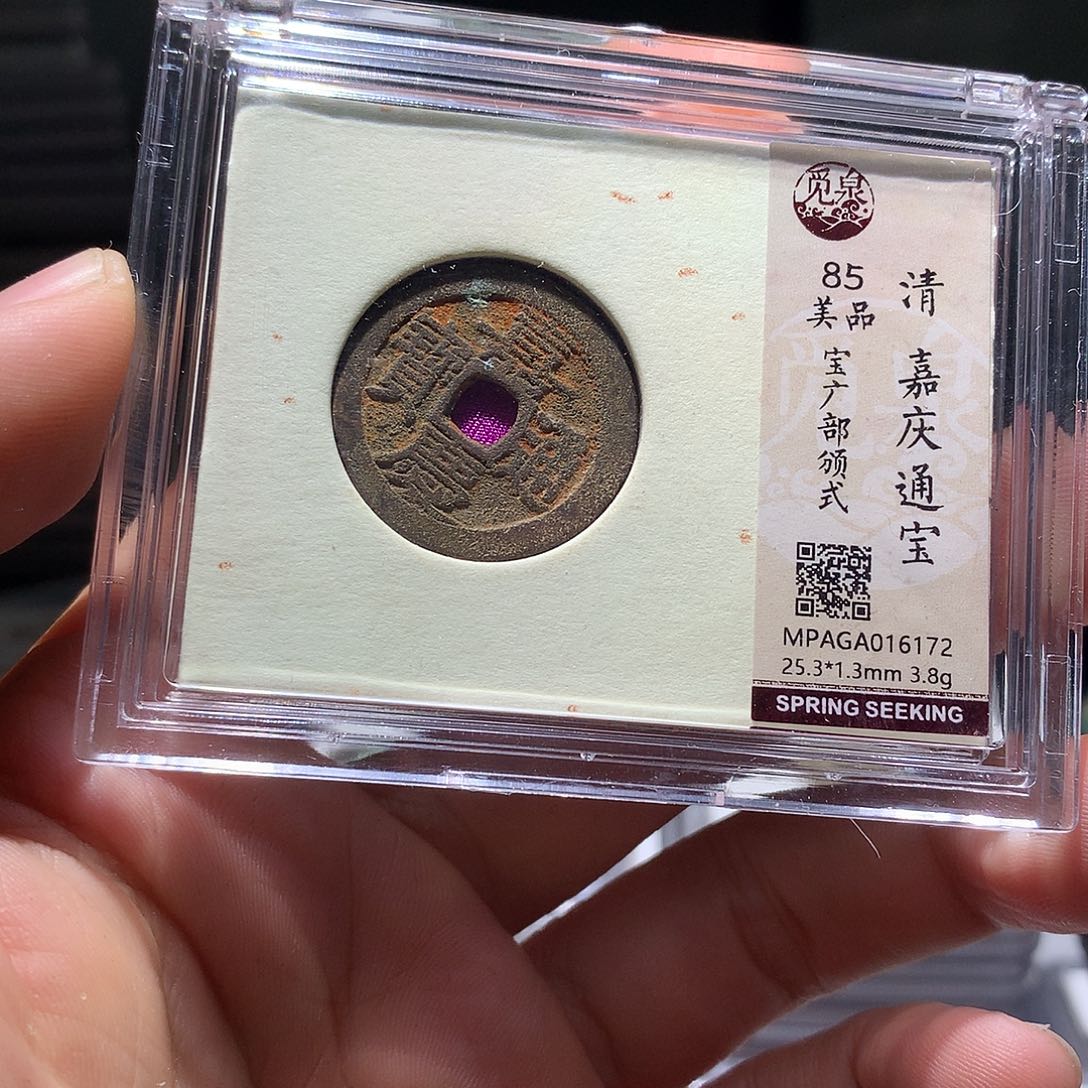 觅泉
清 嘉庆通宝
85
美品
宝广部颁式
MPAGA016172
25.3*1.3mm 3.8g
SPRING SEEKING